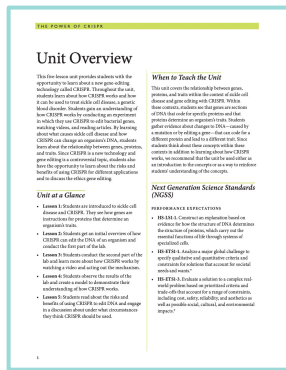 THE POWER OF CRISPR
Unit Overview
This five-lesson unit provides students with the
opportunity to learn about a new gene-editing
technology called CRISPR. Throughout the unit,
students learn about how CRISPR works and how
it can be used to treat sickle cell disease, a genetic
blood disorder. Students gain an understanding of
how CRISPR works by conducting an experiment
in which they use CRISPR to edit bacterial genes,
watching videos, and reading articles. By learning
about what causes sickle cell disease and how
CRISPR can change an organism's DNA, students
learn about the relationship between genes, proteins,
and traits. Since CRISPR is a new technology and
gene editing is a controversial topic, students also
have the opportunity to learn about the risks and
benefits of using CRISPR for different applications
and to discuss the ethics gene editing.
Unit at a Glance
• Lesson 1: Students are introduced to sickle cell
disease and CRISPR. They see how genes are
instructions for proteins that determine an
organism's traits.
• Lesson 2: Students get an initial overview of how
CRISPR can edit the DNA of an organism and
conduct the first part of the lab.
• Lesson 3: Students conduct the second part of the
lab and learn more about how CRISPR works by
watching a video and acting out the mechanism.
• Lesson 4: Students observe the results of the
lab and create a model to demonstrate their
understanding of how CRISPR works.
• Lesson 5: Students read about the risks and
benefits of using CRISPR to edit DNA and engage
in a discussion about under what circumstances
they think CRISPR should be used.
When to Teach the Unit
This unit covers the relationship between genes,
proteins, and traits within the context of sickle cell
disease and gene editing with CRISPR. Within
these contexts, students see that genes are sections
of DNA that code for specific proteins and that
proteins determine an organism's traits. Students
gather evidence about changes to DNA—caused by
a mutation or by editing a gene—that can code for a
different protein and lead to a different trait. Since
students think about these concepts within these
contexts in addition to learning about how CRISPR
works, we recommend that the unit be used either as
an introduction to the concepts or as a way to reinforce
students' understanding of the concepts.
Next Generation Science Standards
(NGSS)
PERFORMANCE EXPECTATIONS
• HS-LS1-1. Construct an explanation based on
evidence for how the structure of DNA determines
the structure of proteins, which carry out the
essential functions of life through systems of
specialized cells.
• HS-ETS1-1. Analyze a major global challenge to
specify qualitative and quantitative criteria and
constraints for solutions that account for societal
needs and wants.*
• HS-ETS1-3. Evaluate a solution to a complex real-
world problem based on prioritized criteria and
trade-offs that account for a range of constraints,
including cost, safety, reliability, and aesthetics as
well as possible social, cultural, and environmental
impacts.*